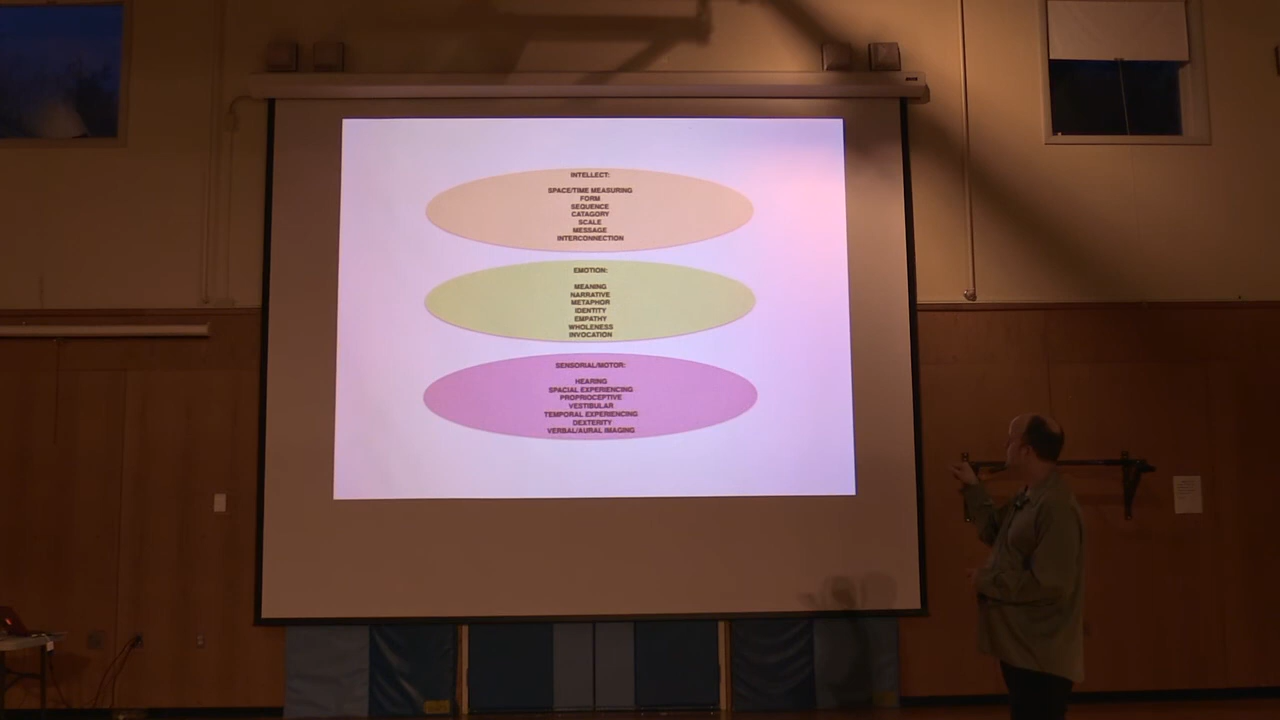 INTELLECT:
SPACE/TIME MEASURING
FORM
SEQUENCE
CATAGORY
SCALE
MESSAGE
INTERCONNECTION
EMOTION:
MEANING
NARRATIVE
METAPHOR
IDENTITY
EMPATHY
WHOLENESS
INVOCATION
SENSORIAL/MOTOR:
HEARING
SPACIAL EXPERIENCING
PROPRIOCEPTIVE
VESTIBULAR
TEMPORAL EXPERIENCING
DEXTERITY
VERBAL/AURAL IMAGING